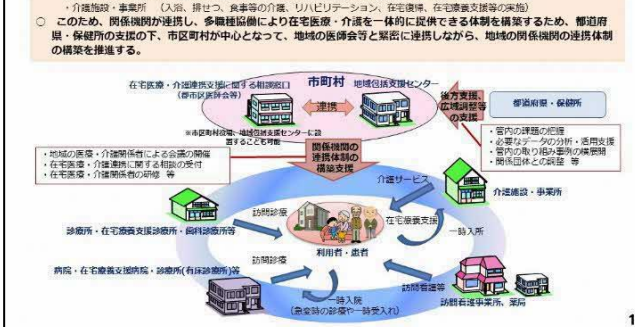 ・介護施設・事業所 (入浴、排せつ、食事等の介護、リハビリテーション、在宅復帰、在宅療養支援等の実施)
○ このため、関係機関が連携し、多職種協働により在宅医療・介護を一体的に提供できる体制を構築するため、都道府
県・保健所の支援の下、市区町村が中心となって、地域の医師会等と緊密に連携しながら、地域の関係機関の連携体制
の構築を推進する。
市町村
在宅医療・介護連携支援に関する相談窓口
(郡市区医師会等)
地域包括支援センター
連携
※市区町村役場、地域包括支援センターに設
置することも可能
後方支援、
広域調整等
の支援
都道府県・保健所
・管内の課題の把握
・必要なデータの分析・活用支援
・管内の取り組み事例の横展開
・関係団体との調整 等
関係機関の
連携体制の
構築支援
・地域の医療・介護関係者による会議の開催
・在宅医療・介護連携に関する相談の受付
・在宅医療・介護関係者の研修 等
介護サービス
介護施設・事業所
訪問診療
在宅療養支援
一時入所
診療所・在宅療養支援診療所・歯科診療所等
利用者・患者
訪問診療
病院・在宅療養支援病院・診療所(有床診療所)等
訪問看護等
一時入院
(急変時の診療や一時受入れ)
訪問看護事業所、薬局
1